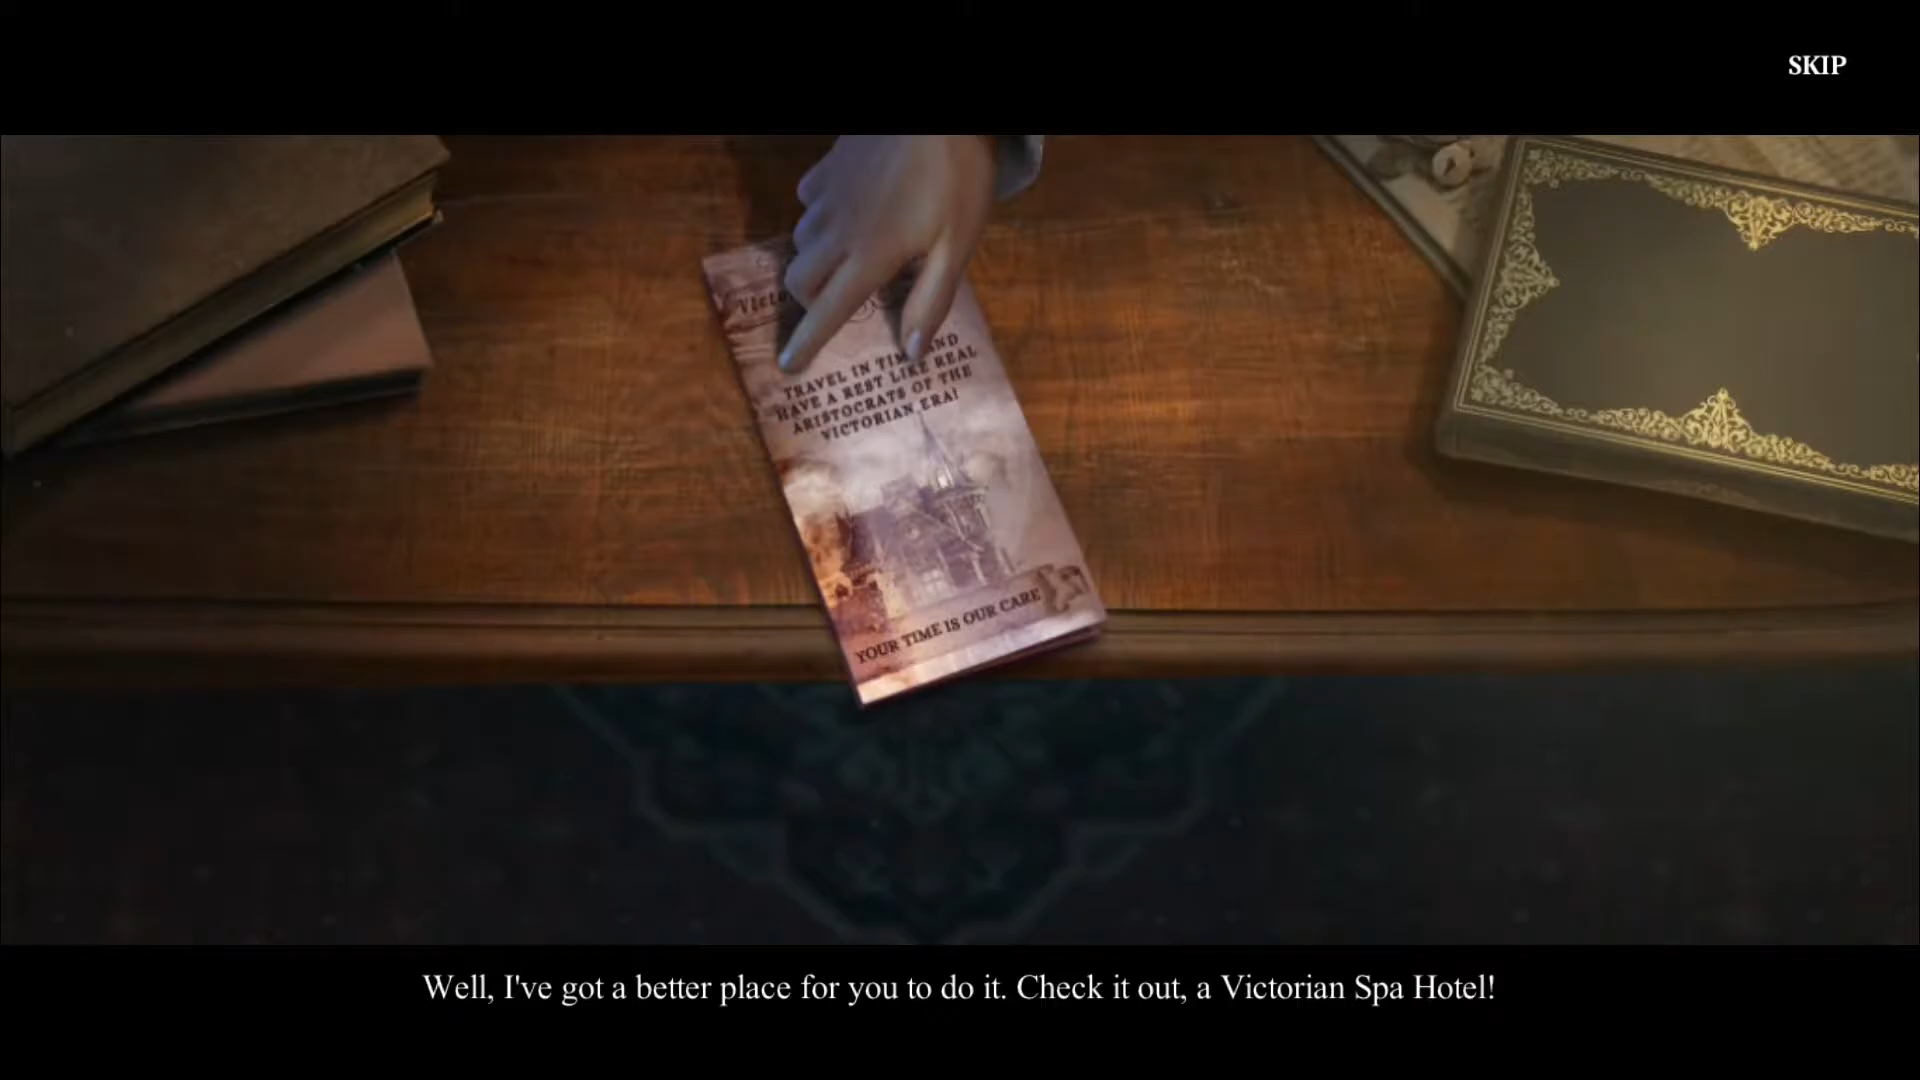 SKIP
TRAVEL IN TIME AND
HAVE A REST LIKE REAL
ARISTOCRATS OF THE
VICTORIAN ERA!
YOUR TIME IS OUR CARE
Well, I've got a better place for you to do it. Check it out, a Victorian Spa Hotel!